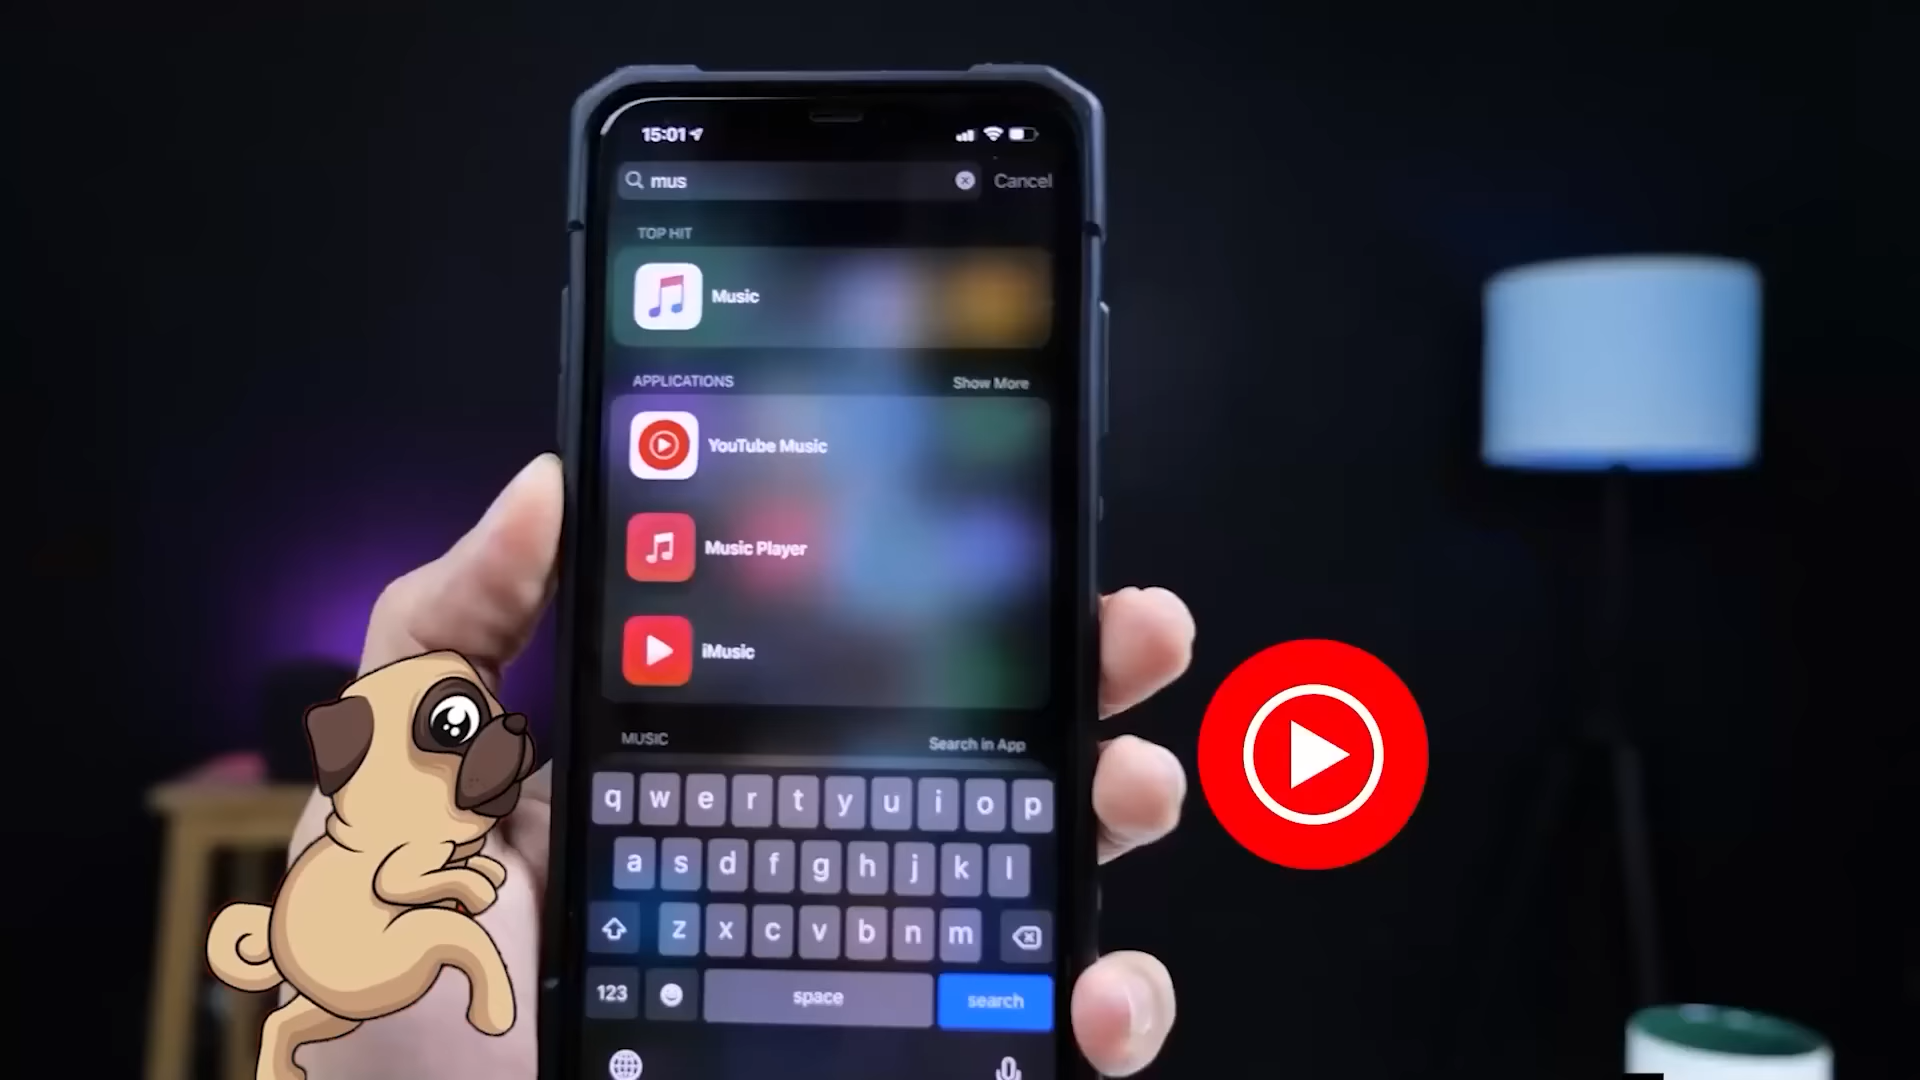 15:01
mus
Cancel
TOP HIT
Music
APPLICATIONS
Show More
YouTube Music
Music Player
iMusic
MUSIC
Search in App
q w e r t y u i o p
a s d f g h j k l
z x c v b n m
123
space
search